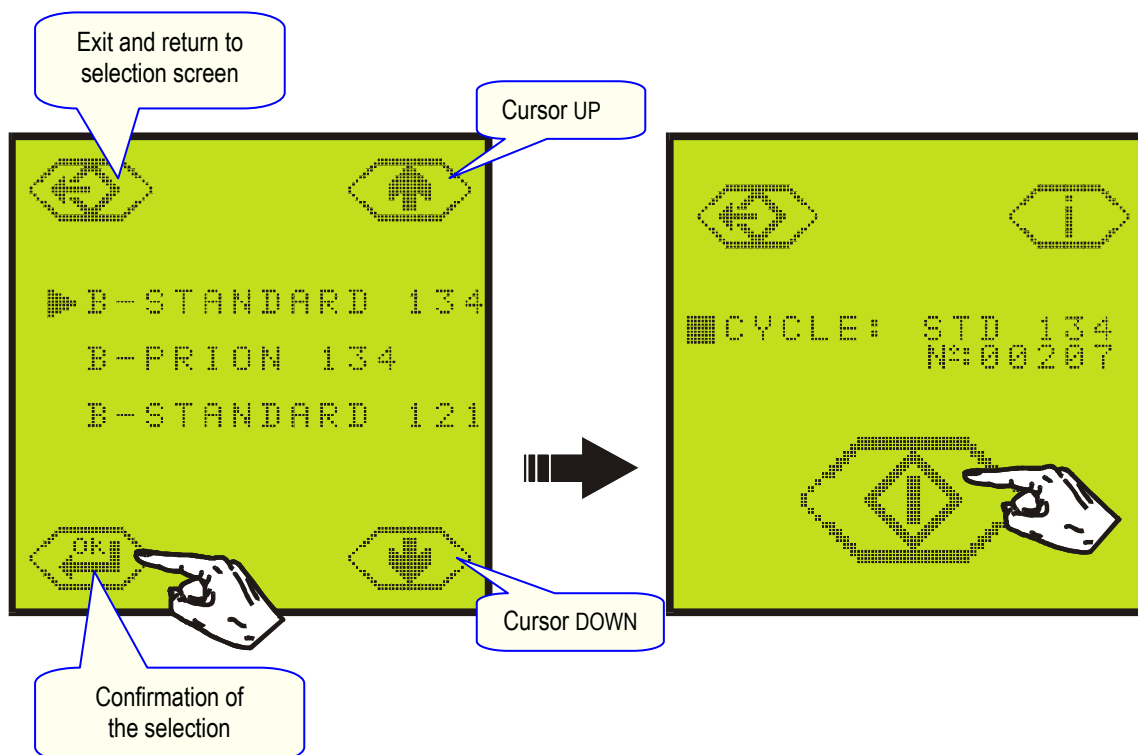 Exit and return to
selection screen
Cursor UP
B-STANDARD 134
B-PRION 134
B-STANDARD 121
OK
Cursor DOWN
Confirmation of
the selection
i
CYCLE: STD 134
Nº:00207